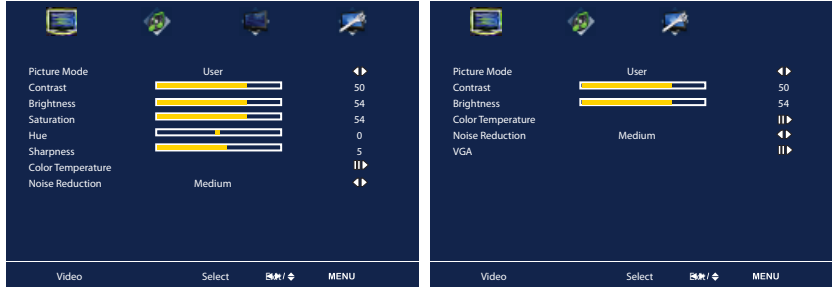 Picture Mode User
Contrast 50
Brightness 54
Saturation 54
Hue 0
Sharpness 5
Color Temperature
Noise Reduction Medium
Video Select / MENU
Picture Mode User
Contrast 50
Brightness 54
Color Temperature
Noise Reduction Medium
VGA
Video Select / MENU